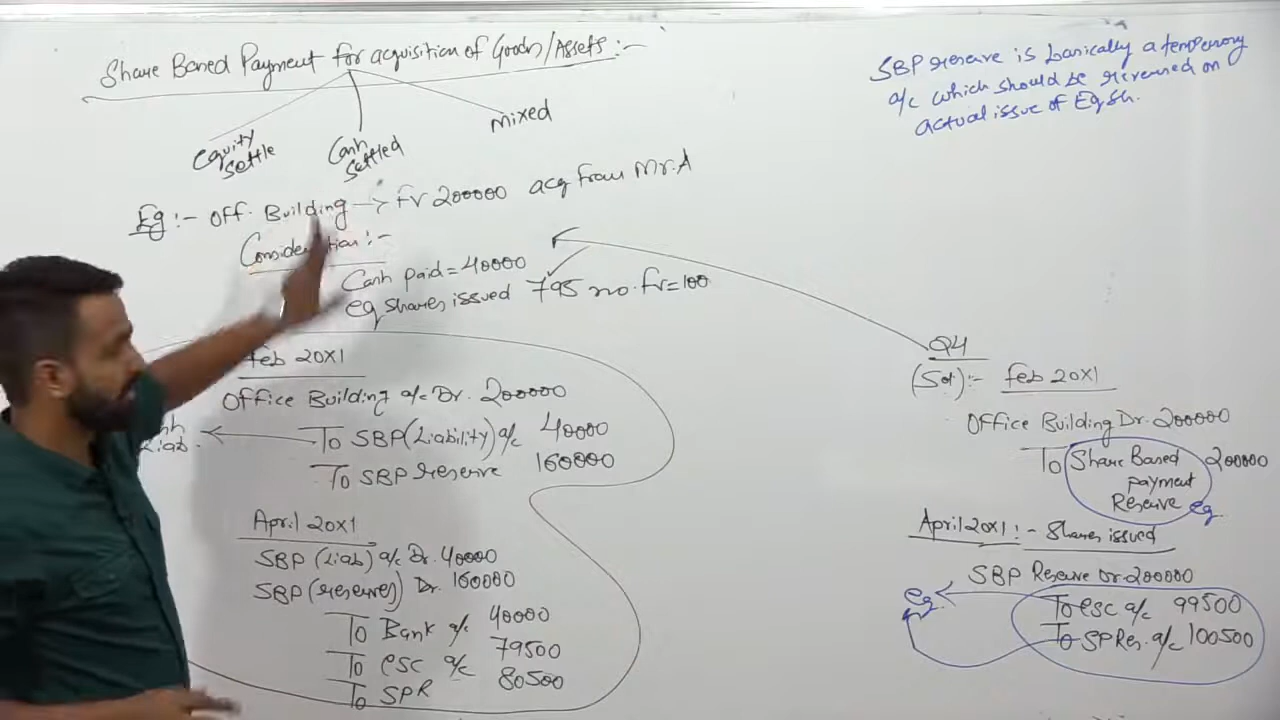 Share Based Payment for acquisition of Goods/Assets :-
Equity Settle
Cash Settled
Mixed
Eg :- Off. Building → fv 200000 acq from Mr. A
Consideration :-
Cash paid = 40000
eq shares issued 795 no. fv = 100
feb 20X1
Office Building a/c Dr. 200000
To SBP (Liability) a/c 40000
To SBP reserve 160000
April 20X1
SBP (Liab) a/c Dr. 40000
SBP (reserves) Dr. 160000
To Bank a/c 40000
To esc a/c 79500
To SPR 80500
SBP reserve is basically a temporary
a/c which should be reversed on
actual issue of Eq Sh.
Q4
(Sol) :- feb 20X1
Office Building Dr. 200000
To Share Based 200000
payment
Reserve eq
April 20X1 :- Shares issued
SBP Reserve Dr. 200000
eq
To esc a/c 99500
To SP Res. a/c 100500